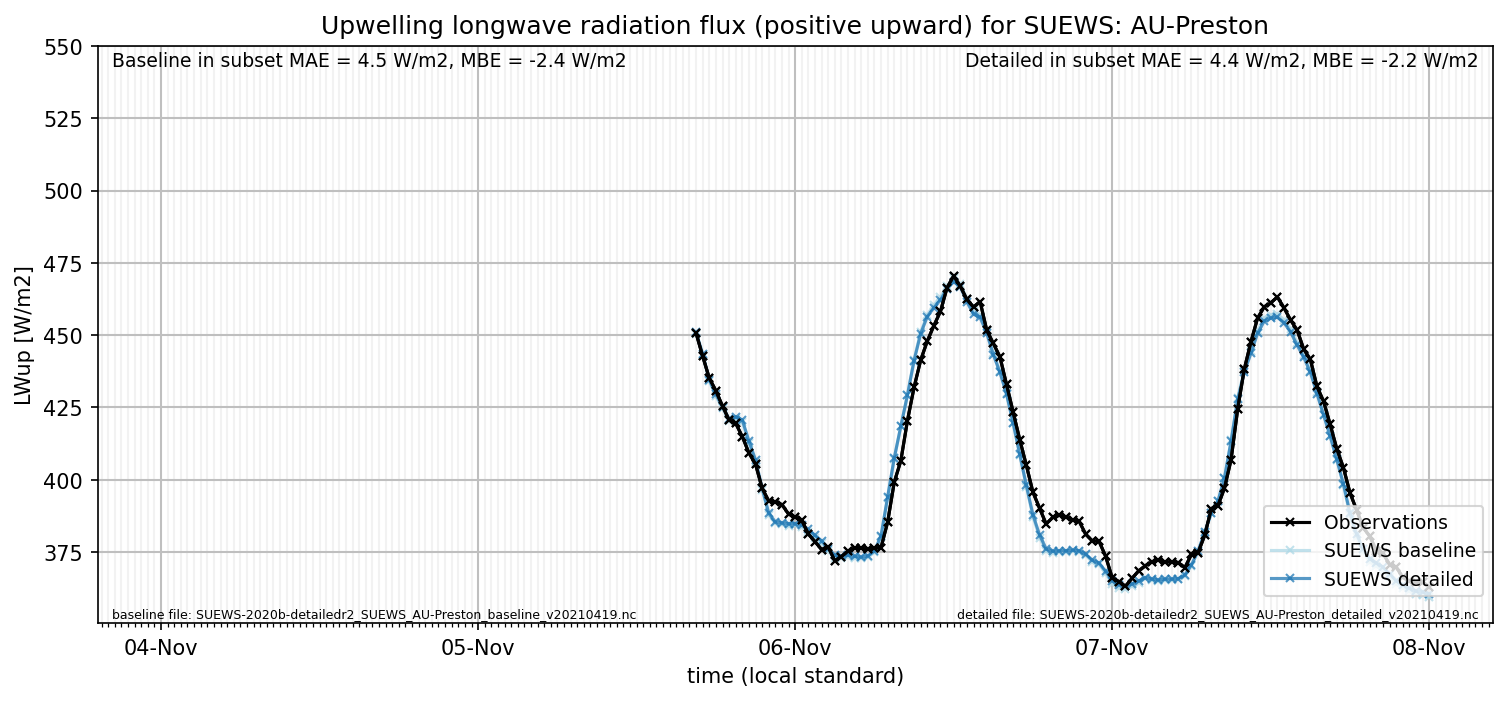 Upwelling longwave radiation flux (positive upward) for SUEWS: AU-Preston
Baseline in subset MAE = 4.5 W/m2, MBE = -2.4 W/m2
Detailed in subset MAE = 4.4 W/m2, MBE = -2.2 W/m2
550
525
500
475
450
425
400
375
LWup [W/m2]
Observations
SUEWS baseline
SUEWS detailed
baseline file: SUEWS-2020b-detailedr2_SUEWS_AU-Preston_baseline_v20210419.nc
detailed file: SUEWS-2020b-detailedr2_SUEWS_AU-Preston_detailed_v20210419.nc
04-Nov
05-Nov
06-Nov
07-Nov
08-Nov
time (local standard)